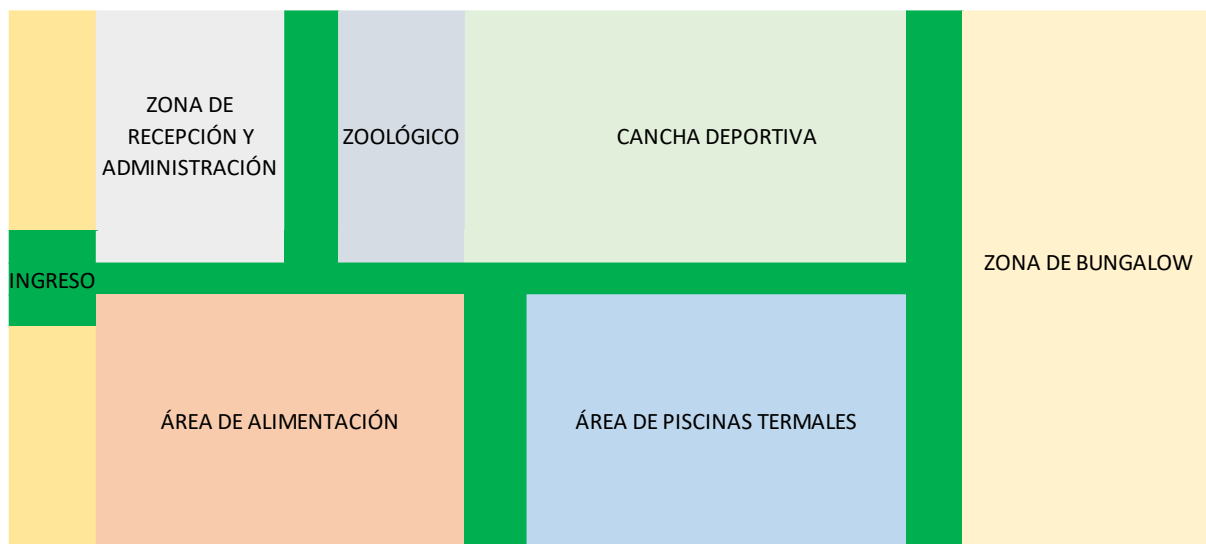 ZONA DE
RECEPCIÓN Y
ADMINISTRACIÓN
ZOOLÓGICO
CANCHA DEPORTIVA
ZONA DE BUNGALOW
INGRESO
ÁREA DE ALIMENTACIÓN
ÁREA DE PISCINAS TERMALES